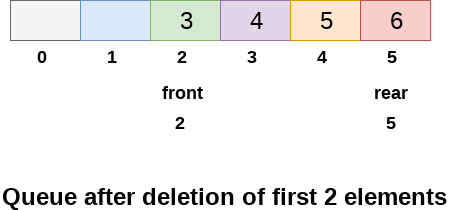 3 4 5 6
0 1 2 3 4 5
front rear
2 5
Queue after deletion of first 2 elements